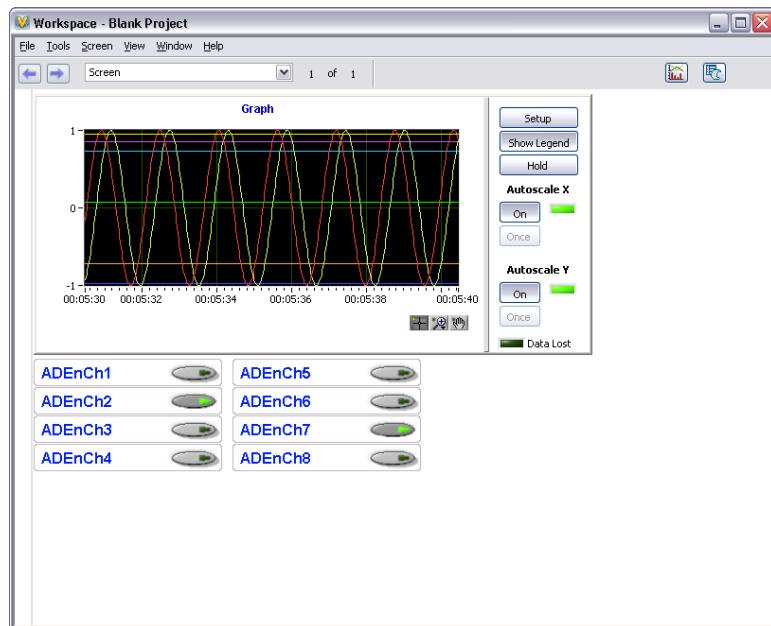 Workspace - Blank Project
File Tools Screen View Window Help
Screen 1 of 1
Graph
1
0
-1
00:05:30 00:05:32 00:05:34 00:05:36 00:05:38 00:05:40
Setup
Show Legend
Hold
Autoscale X
On
Once
Autoscale Y
On
Once
Data Lost
ADEnCh1 ADEnCh5
ADEnCh2 ADEnCh6
ADEnCh3 ADEnCh7
ADEnCh4 ADEnCh8